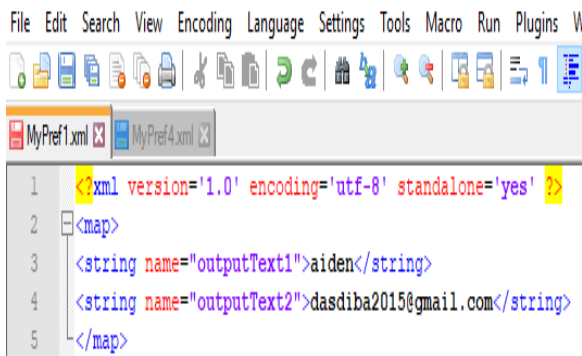 File Edit Search View Encoding Language Settings Tools Macro Run Plugins
MyPref1.xml MyPref4.xml
1 <?xml version='1.0' encoding='utf-8' standalone='yes' ?>
2 <map>
3 <string name="outputText1">aiden</string>
4 <string name="outputText2">dasdiba2015@gmail.com</string>
5 </map>